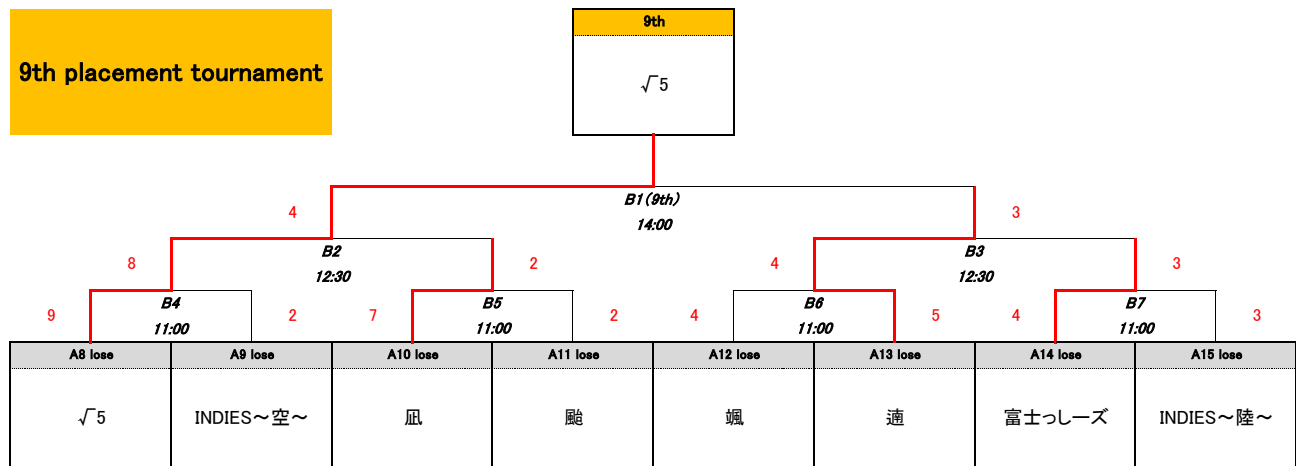 9th
9th placement tournament
√5
B1(9th)
4 3
14:00
B2 B3
8 2 4 3
12:30 12:30
B4 B5 B6 B7
9 2 7 2 4 5 4 3
11:00 11:00 11:00 11:00
A8 lose A9 lose A10 lose A11 lose A12 lose A13 lose A14 lose A15 lose
√5 INDIES～空～ 凪 颱 颯 富士っしーズ INDIES～陸～